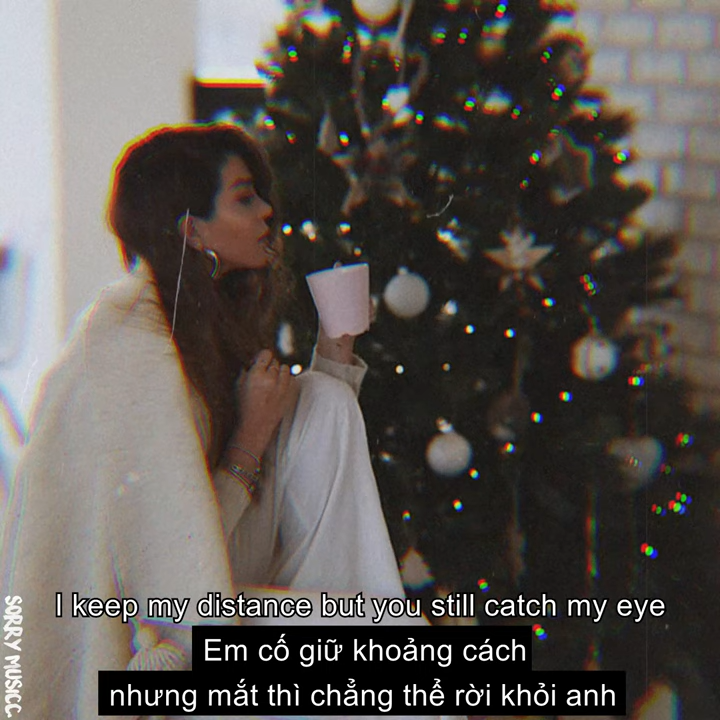 I keep my distance but you still catch my eye
Em cố giữ khoảng cách
nhưng mắt thì chẳng thể rời khỏi anh
SORRY MUSICC.